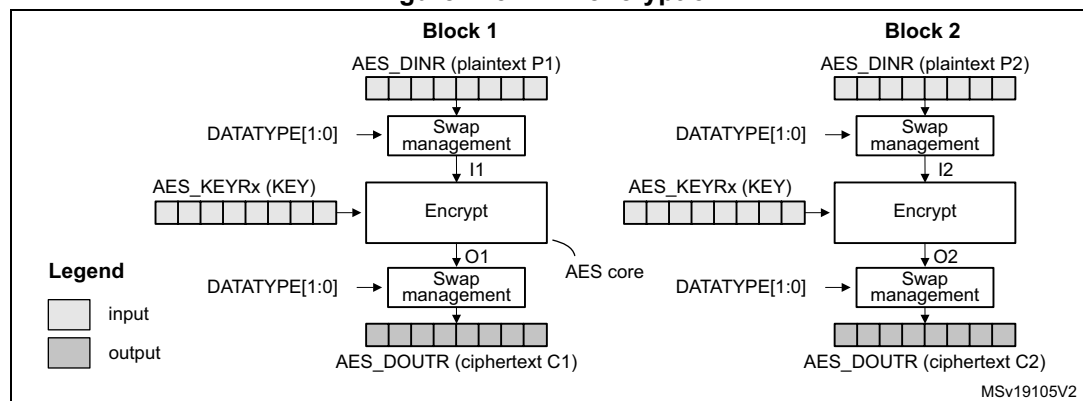 Block 1
Block 2
AES_DINR (plaintext P1)
AES_DINR (plaintext P2)
DATATYPE[1:0]
Swap
management
DATATYPE[1:0]
Swap
management
I1
I2
AES_KEYRx (KEY)
Encrypt
AES_KEYRx (KEY)
Encrypt
O1
AES core
O2
Legend
DATATYPE[1:0]
Swap
management
DATATYPE[1:0]
Swap
management
input
output
AES_DOUTR (ciphertext C1)
AES_DOUTR (ciphertext C2)
MSv19105V2